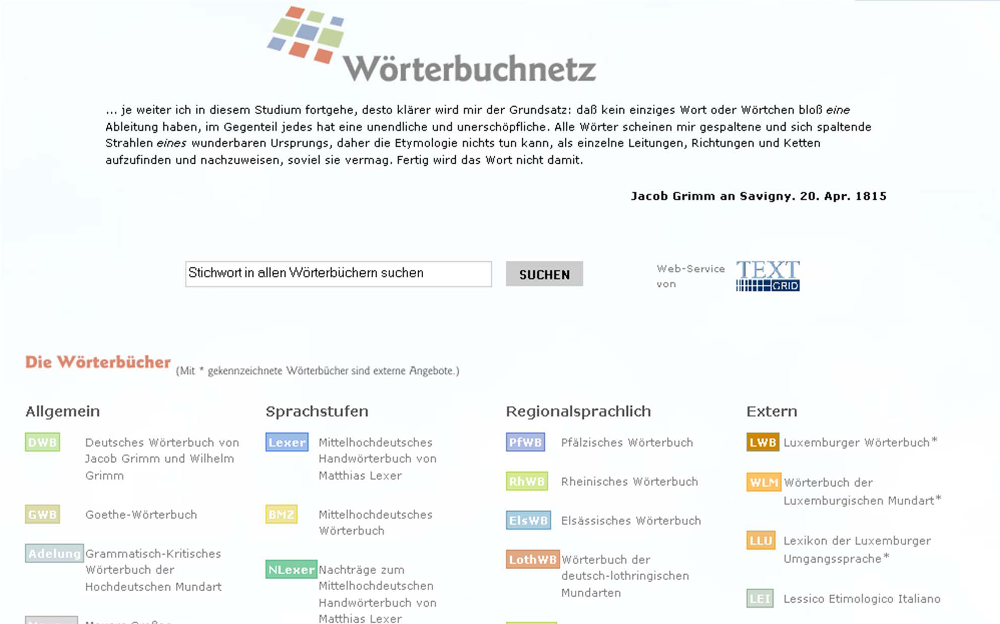 Wörterbuchnetz
... je weiter ich in diesem Studium fortgehe, desto klärer wird mir der Grundsatz: daß kein einziges Wort oder Wörtchen bloß eine
Ableitung haben, im Gegenteil jedes hat eine unendliche und unerschöpfliche. Alle Wörter scheinen mir gespaltene und sich spaltende
Strahlen eines wunderbaren Ursprungs, daher die Etymologie nichts tun kann, als einzelne Leitungen, Richtungen und Ketten
aufzufinden und nachzuweisen, soviel sie vermag. Fertig wird das Wort nicht damit.
Jacob Grimm an Savigny. 20. Apr. 1815
Stichwort in allen Wörterbüchern suchen
SUCHEN
Web-Service
von
TEXT
GRID
Die Wörterbücher (Mit * gekennzeichnete Wörterbücher sind externe Angebote.)
Allgemein
DWB Deutsches Wörterbuch von
Jacob Grimm und Wilhelm
Grimm
GWB Goethe-Wörterbuch
Adelung Grammatisch-Kritisches
Wörterbuch der
Hochdeutschen Mundart
Sprachstufen
Lexer Mittelhochdeutsches
Handwörterbuch von
Matthias Lexer
BMZ Mittelhochdeutsches
Wörterbuch
NLexer Nachträge zum
Mittelhochdeutschen
Handwörterbuch von
Matthias Lexer
Regionalsprachlich
PfWB Pfälzisches Wörterbuch
RhWB Rheinisches Wörterbuch
ElsWB Elsässisches Wörterbuch
LothWB Wörterbuch der
deutsch-lothringischen
Mundarten
Extern
LWB Luxemburger Wörterbuch*
WLM Wörterbuch der
Luxemburgischen Mundart*
LLU Lexikon der Luxemburger
Umgangssprache*
LEI Lessico Etimologico Italiano